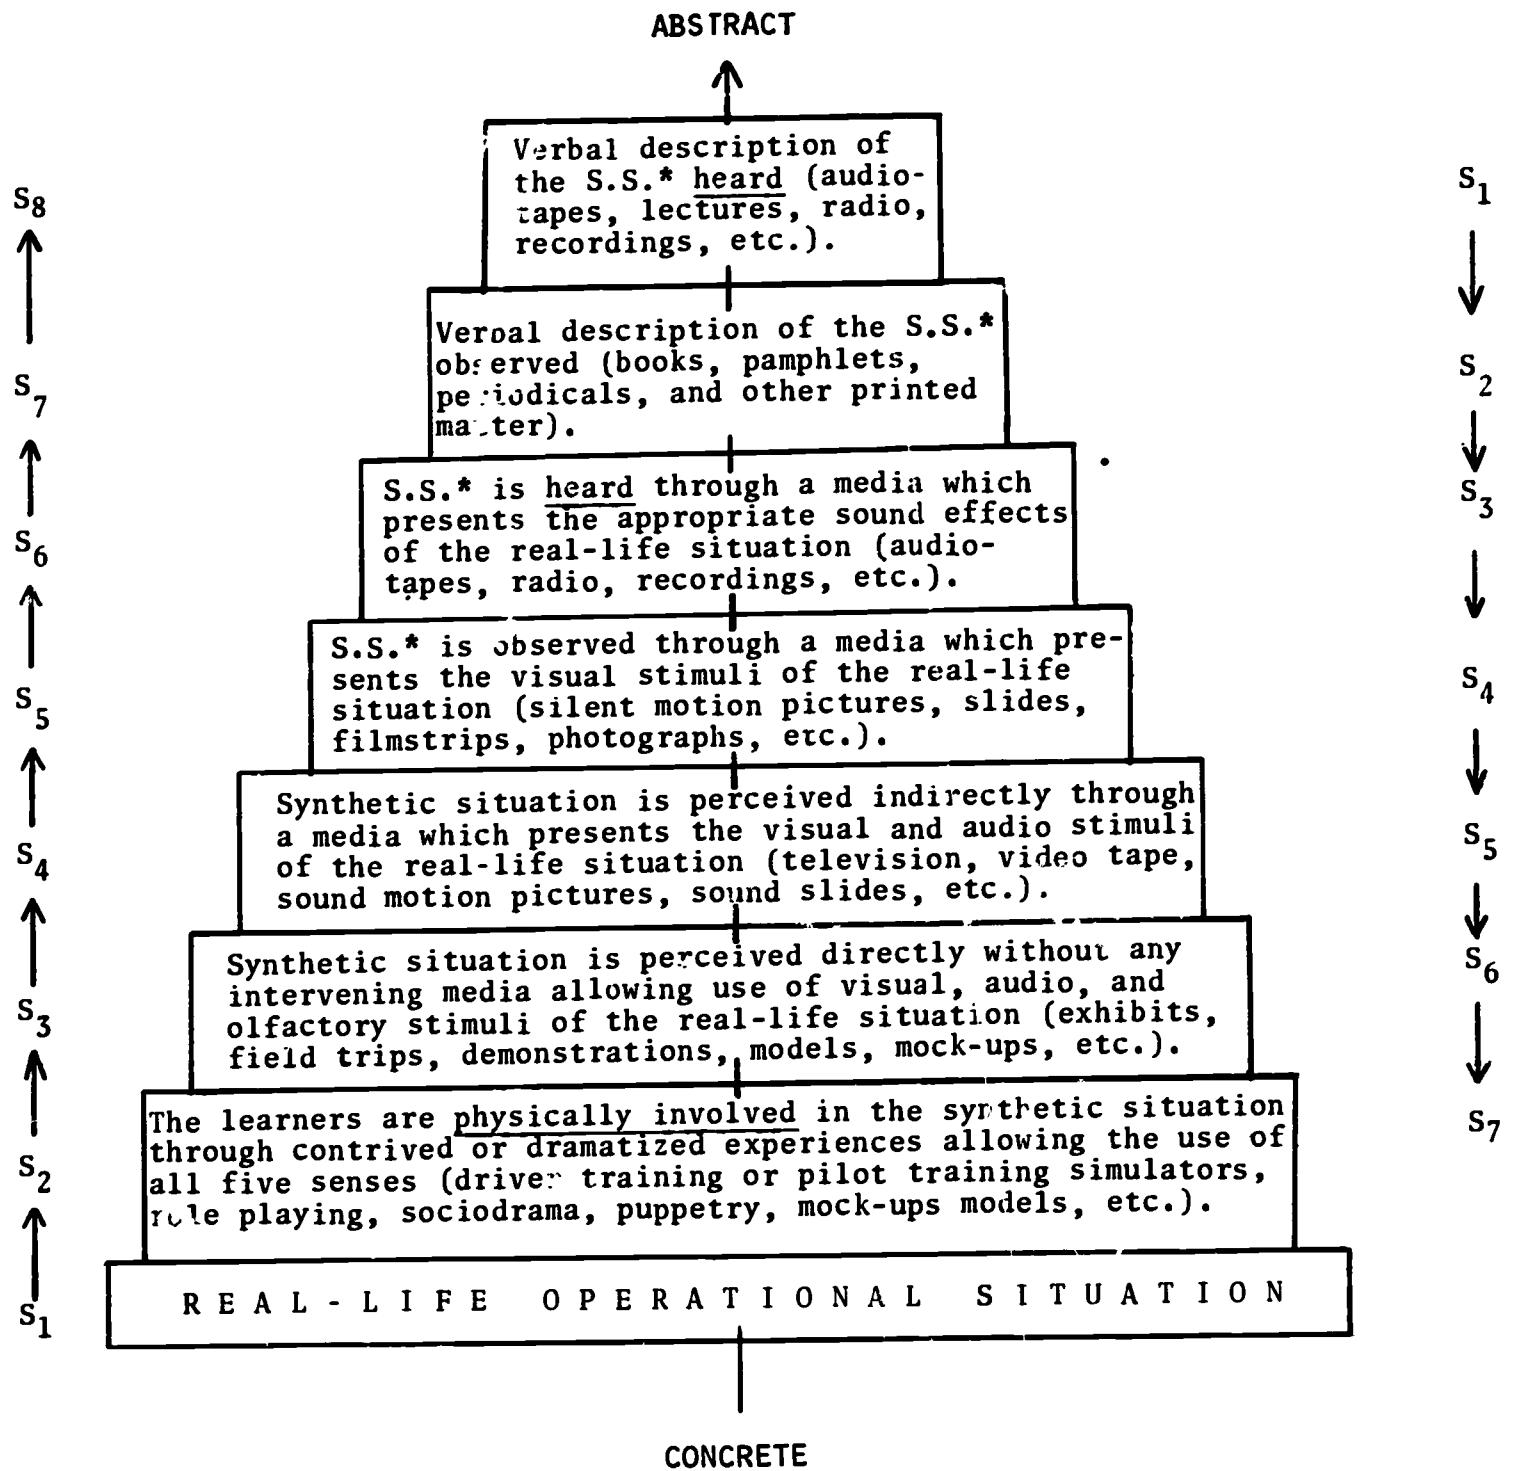 ABSTRACT
Verbal description of
the S.S.* heard (audio-
tapes, lectures, radio,
recordings, etc.).
Verbal description of the S.S.*
observed (books, pamphlets,
periodicals, and other printed
matter).
S.S.* is heard through a media which
presents the appropriate sound effects
of the real-life situation (audio-
tapes, radio, recordings, etc.).
S.S.* is observed through a media which pre-
sents the visual stimuli of the real-life
situation (silent motion pictures, slides,
filmstrips, photographs, etc.).
Synthetic situation is perceived indirectly through
a media which presents the visual and audio stimuli
of the real-life situation (television, video tape,
sound motion pictures, sound slides, etc.).
Synthetic situation is perceived directly without any
intervening media allowing use of visual, audio, and
olfactory stimuli of the real-life situation (exhibits,
field trips, demonstrations, models, mock-ups, etc.).
The learners are physically involved in the synthetic situation
through contrived or dramatized experiences allowing the use of
all five senses (driver training or pilot training simulators,
role playing, sociodrama, puppetry, mock-ups models, etc.).
REAL-LIFE OPERATIONAL SITUATION
CONCRETE
S8
S7
S6
S5
S4
S3
S2
S1
S1
S2
S3
S4
S5
S6
S7